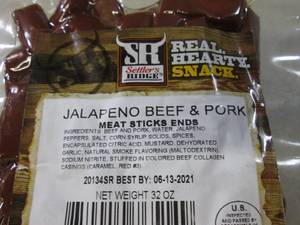 SR
Settler's
RIDGE
REAL.
HEARTY.
SNACK.
JALAPENO BEEF & PORK
MEAT STICKS ENDS
INGREDIENTS: BEEF AND PORK, WATER, JALAPENO
PEPPERS, SALT, CORN SYRUP SOLIDS, SPICES,
ENCAPSULATED CITRIC ACID, MUSTARD, DEHYDRATED
GARLIC, NATURAL SMOKE FLAVORING (MALTODEXTRIN),
SODIUM NITRITE, STUFFED IN COLORED BEEF COLLAGEN
CASINGS (CARAMEL, RED #3).
20134SR BEST BY: 06-13-2021
NET WEIGHT 32 OZ
U.S.
INSPECTED
AND PASSED BY